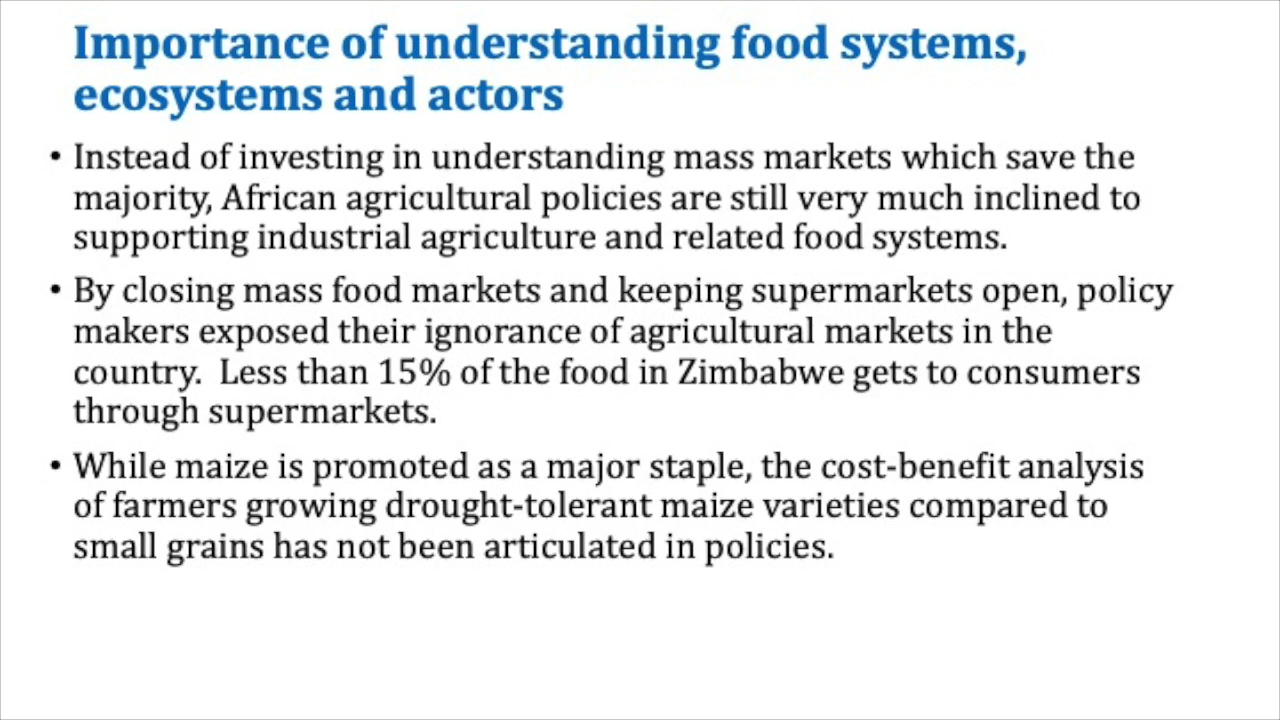 Importance of understanding food systems,
ecosystems and actors
• Instead of investing in understanding mass markets which save the
majority, African agricultural policies are still very much inclined to
supporting industrial agriculture and related food systems.
• By closing mass food markets and keeping supermarkets open, policy
makers exposed their ignorance of agricultural markets in the
country.  Less than 15% of the food in Zimbabwe gets to consumers
through supermarkets.
• While maize is promoted as a major staple, the cost-benefit analysis
of farmers growing drought-tolerant maize varieties compared to
small grains has not been articulated in policies.